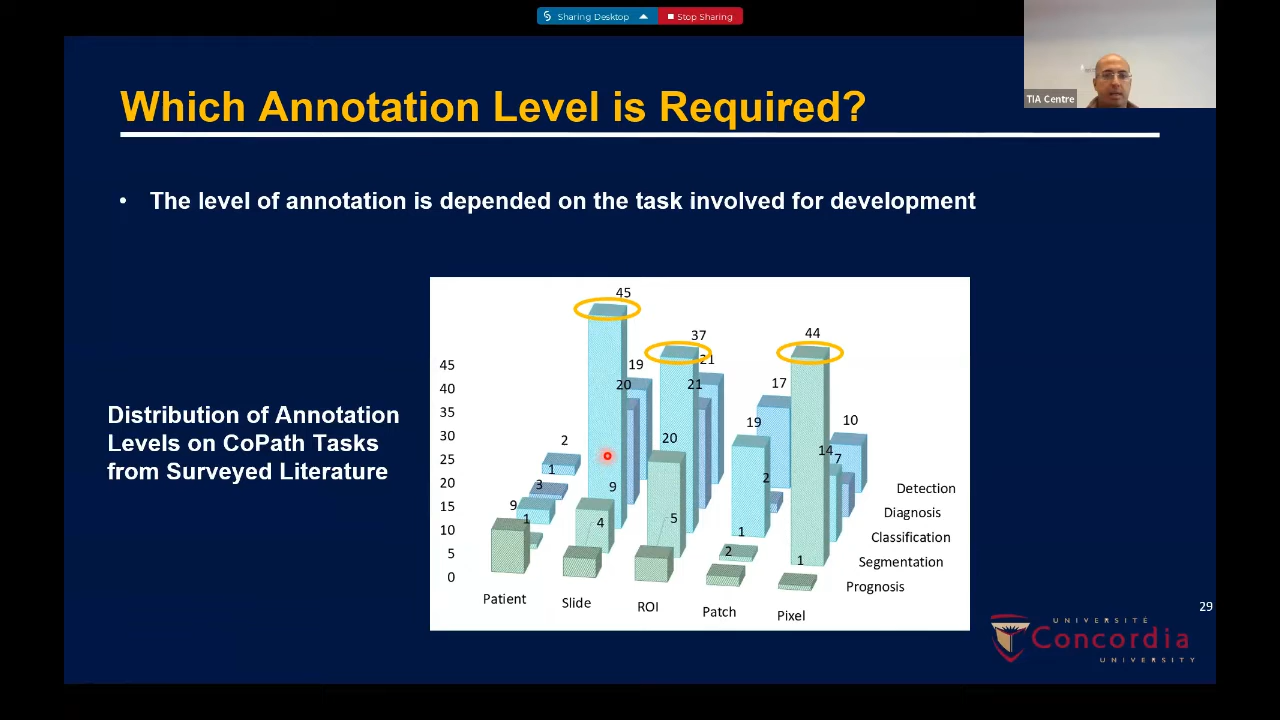 Sharing Desktop
Stop Sharing
TIA Centre
Which Annotation Level is Required?
• The level of annotation is depended on the task involved for development
Distribution of Annotation
Levels on CoPath Tasks
from Surveyed Literature
45
37
44
21
19
20
21
17
19
10
14
7
2
1
3
9
1
9
4
20
5
2
1
2
1
45
40
35
30
25
20
15
10
5
0
Detection
Diagnosis
Classification
Segmentation
Prognosis
Patient
Slide
ROI
Patch
Pixel
29
UNIVERSITÉ
Concordia
UNIVERSITY